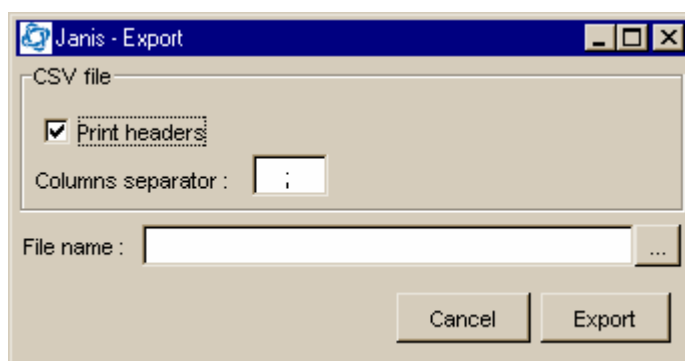 Janis - Export
CSV file
Print headers
Columns separator : ;
File name : ...
Cancel Export